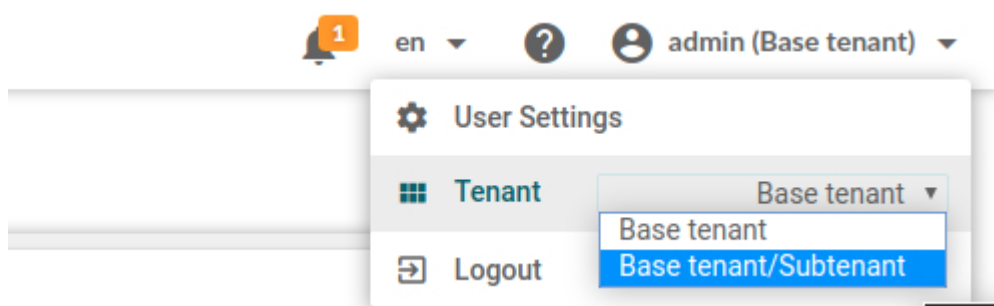 1
en
admin (Base tenant)
User Settings
Tenant
Base tenant
Base tenant
Base tenant/Subtenant
Logout